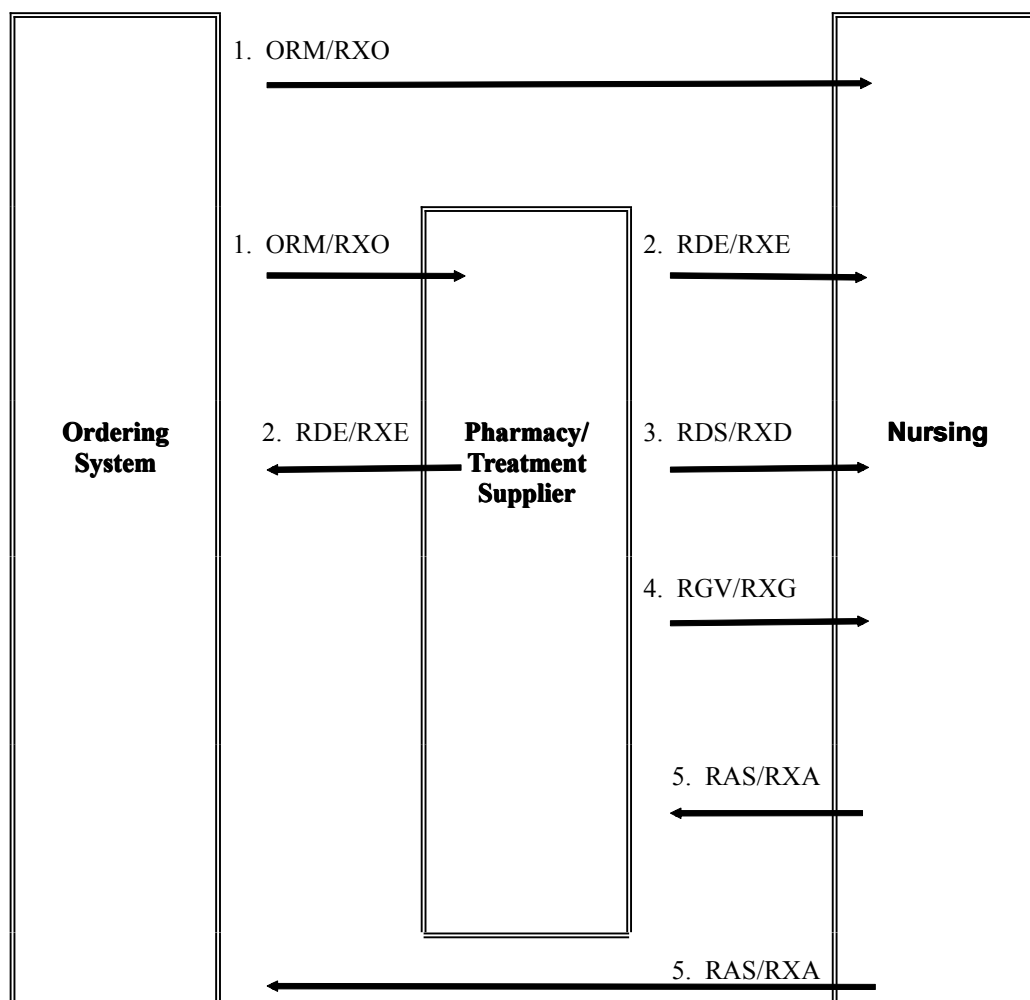 1. ORM/RXO
1. ORM/RXO
2. RDE/RXE
Ordering
System
2. RDE/RXE
Pharmacy/
Treatment
Supplier
3. RDS/RXD
Nursing
4. RGV/RXG
5. RAS/RXA
5. RAS/RXA